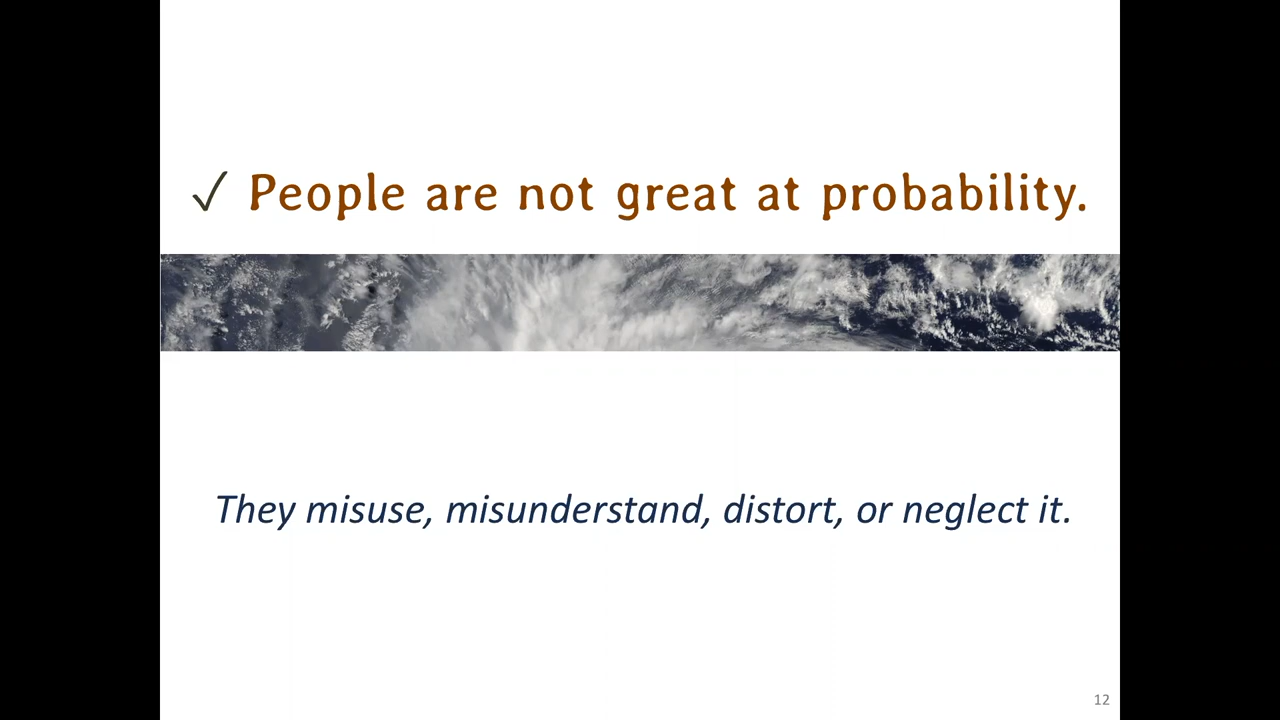 ✓ People are not great at probability.
They misuse, misunderstand, distort, or neglect it.
12